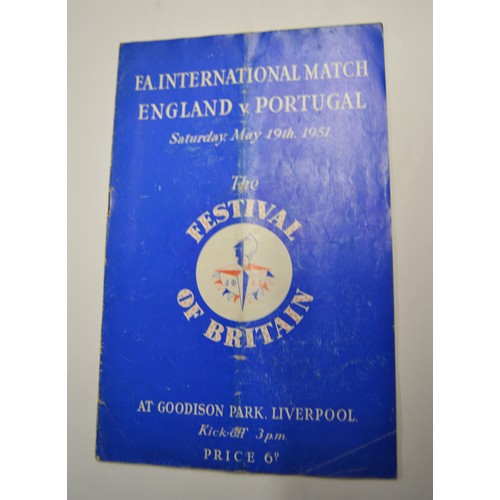 F.A. INTERNATIONAL MATCH
ENGLAND v. PORTUGAL
Saturday, May 19th, 1951.
The
FESTIVAL
OF BRITAIN
AT GOODISON PARK, LIVERPOOL.
Kick-off 3 p.m.
PRICE 6D